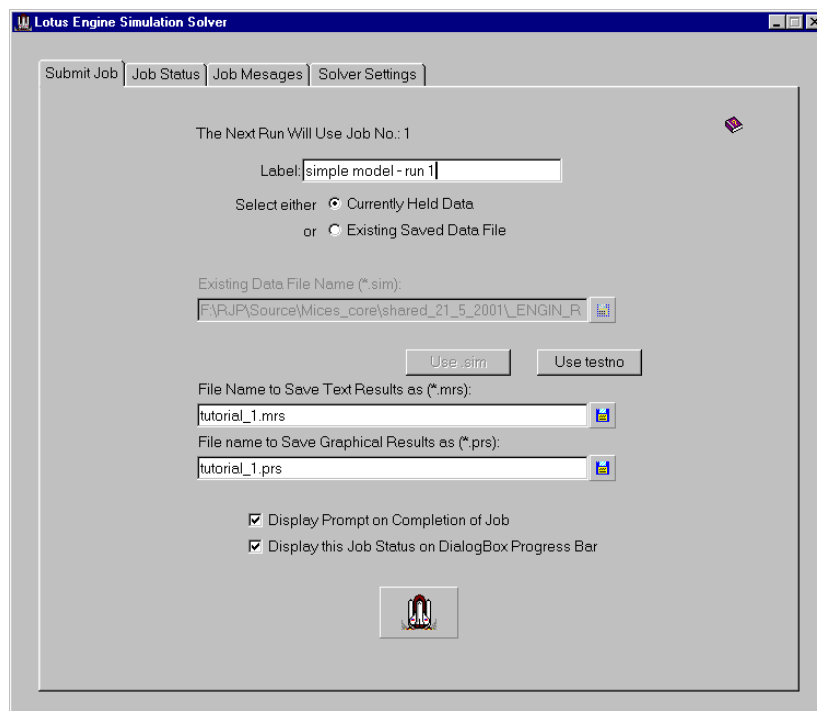 Lotus Engine Simulation Solver
Submit Job Job Status Job Mesages Solver Settings
The Next Run Will Use Job No.: 1
Label: simple model - run 1
Select either Currently Held Data
or Existing Saved Data File
Existing Data File Name (*.sim):
F:\RJP\Source\Mices_core\shared_21_5_2001\_ENGIN_R
Use .sim Use testno
File Name to Save Text Results as (*.mrs):
tutorial_1.mrs
File name to Save Graphical Results as (*.prs):
tutorial_1.prs
Display Prompt on Completion of Job
Display this Job Status on DialogBox Progress Bar